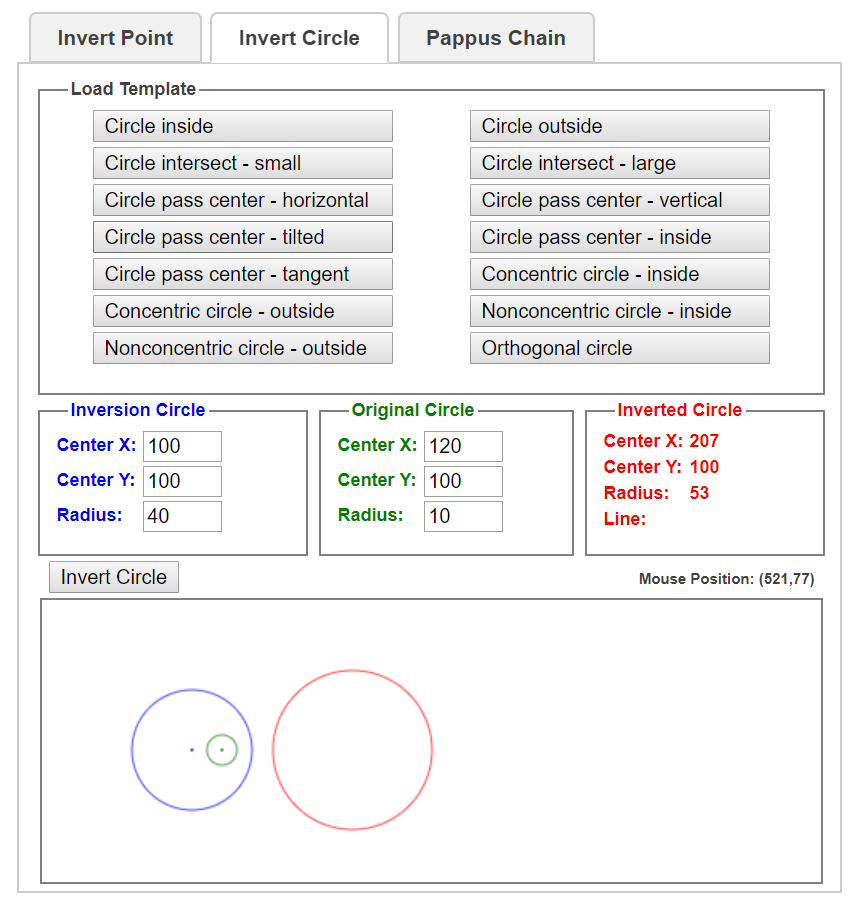 Invert Point Invert Circle Pappus Chain
Load Template
Circle inside Circle outside
Circle intersect - small Circle intersect - large
Circle pass center - horizontal Circle pass center - vertical
Circle pass center - tilted Circle pass center - inside
Circle pass center - tangent Concentric circle - inside
Concentric circle - outside Nonconcentric circle - inside
Nonconcentric circle - outside Orthogonal circle
Inversion Circle
Center X: 100
Center Y: 100
Radius: 40
Original Circle
Center X: 120
Center Y: 100
Radius: 10
Inverted Circle
Center X: 207
Center Y: 100
Radius: 53
Line:
Invert Circle
Mouse Position: (521,77)